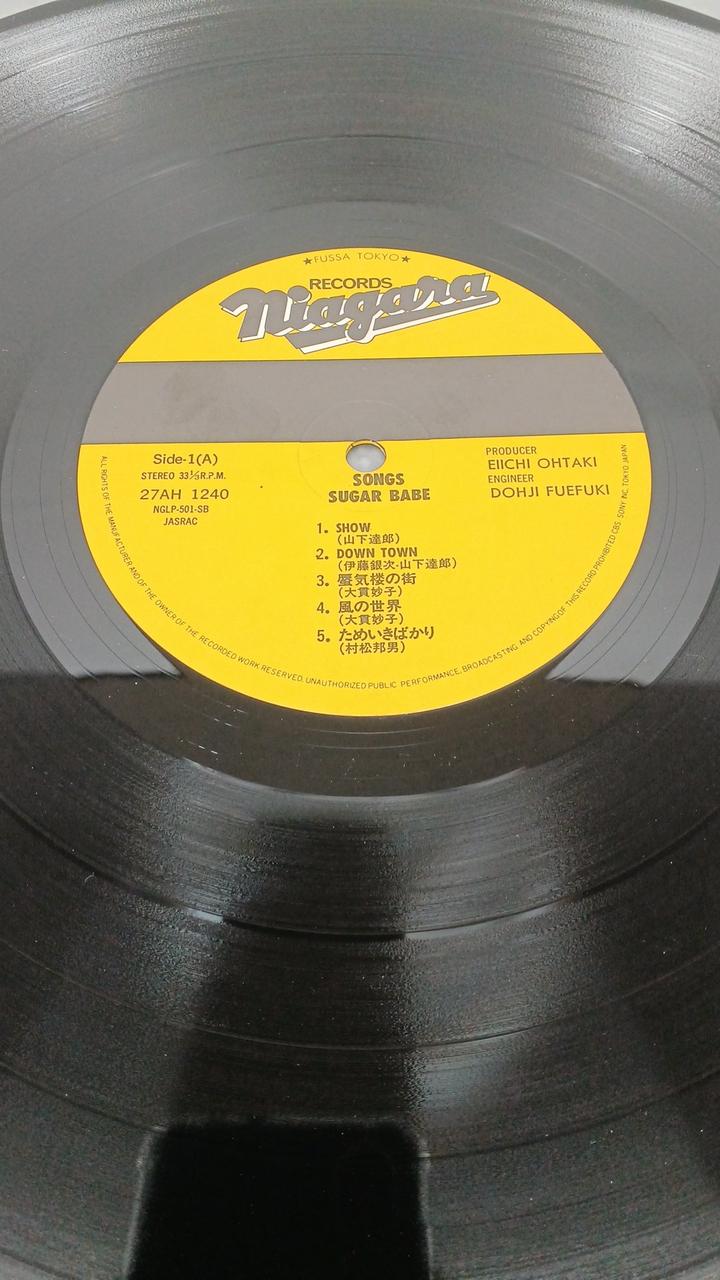 ★FUSSA TOKYO★
RECORDS
Niagara
Side-1(A)
STEREO 33⅓R.P.M.
27AH 1240
NGLP-501-SB
JASRAC
PRODUCER
EIICHI OHTAKI
ENGINEER
DOHJI FUEFUKI
SONGS
SUGAR BABE
1. SHOW
(山下達郎)
2. DOWN TOWN
(伊藤銀次·山下達郎)
3. 蜃気楼の街
(大貫妙子)
4. 風の世界
(大貫妙子)
5. ためいきばかり
(村松邦男)
ALL RIGHTS OF THE MANUFACTURER AND OF THE OWNER OF THE RECORDED WORK RESERVED. UNAUTHORIZED PUBLIC PERFORMANCE, BROADCASTING AND COPYING OF THIS RECORD PROHIBITED CBS SONY INC. TOKYO JAPAN